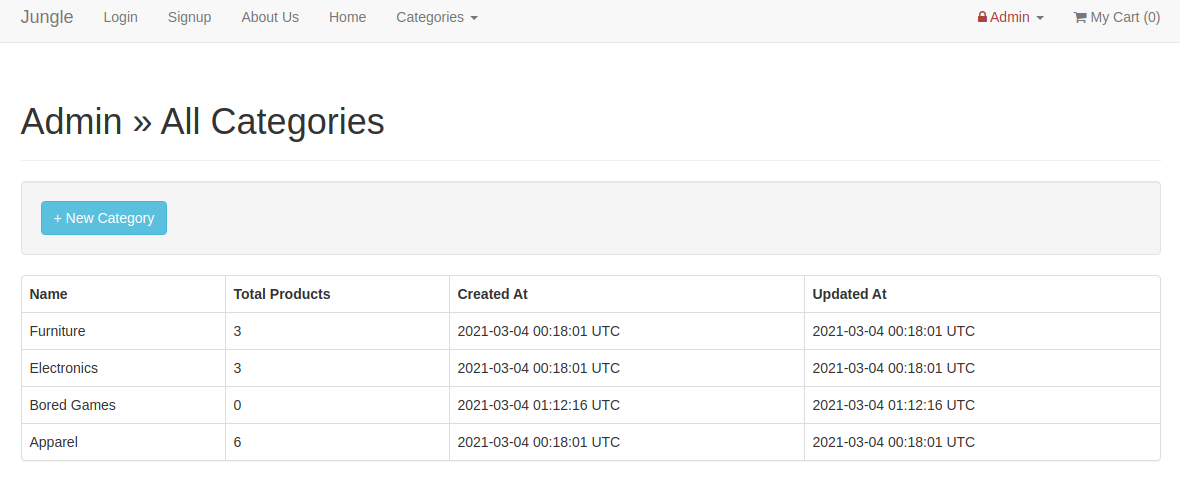 Jungle Login Signup About Us Home Categories Admin My Cart (0)
Admin » All Categories
+ New Category
Name Total Products Created At Updated At
Furniture 3 2021-03-04 00:18:01 UTC 2021-03-04 00:18:01 UTC
Electronics 3 2021-03-04 00:18:01 UTC 2021-03-04 00:18:01 UTC
Bored Games 0 2021-03-04 01:12:16 UTC 2021-03-04 01:12:16 UTC
Apparel 6 2021-03-04 00:18:01 UTC 2021-03-04 00:18:01 UTC